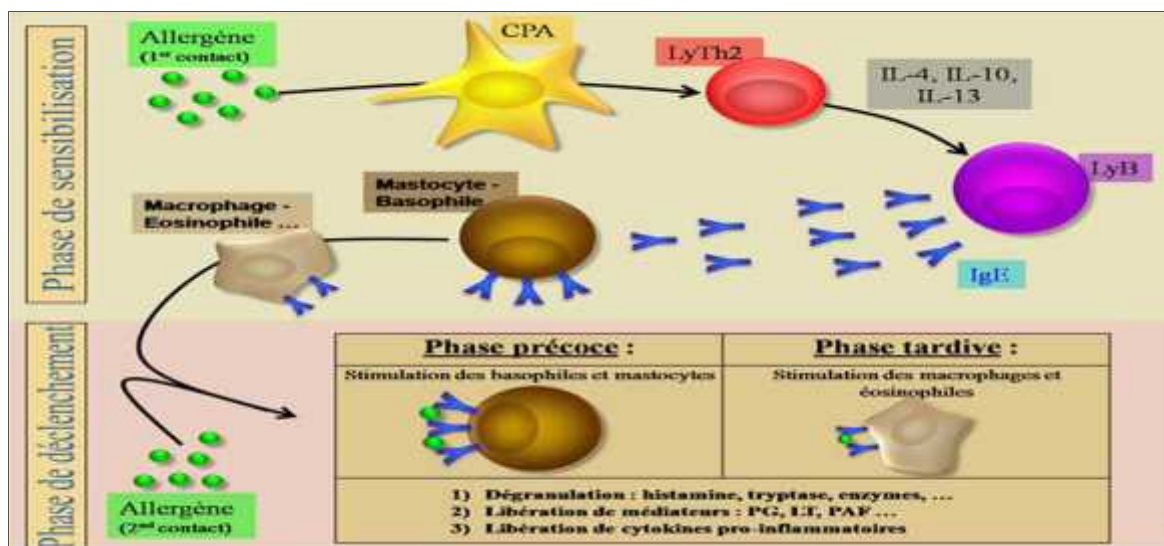 Phase de sensibilisation
Allergène
(1er contact)
CPA
LyTh2
IL-4, IL-10,
IL-13
LyB
Macrophage -
Eosinophile ...
Mastocyte -
Basophile
IgE
Phase de déclenchement
Allergène
(2nd contact)
Phase précoce :
Stimulation des basophiles et mastocytes
Phase tardive :
Stimulation des macrophages et
éosinophiles
1) Dégranulation : histamine, tryptase, enzymes, ...
2) Libération de médiateurs : PG, LT, PAF ...
3) Libération de cytokines pro-inflammatoires